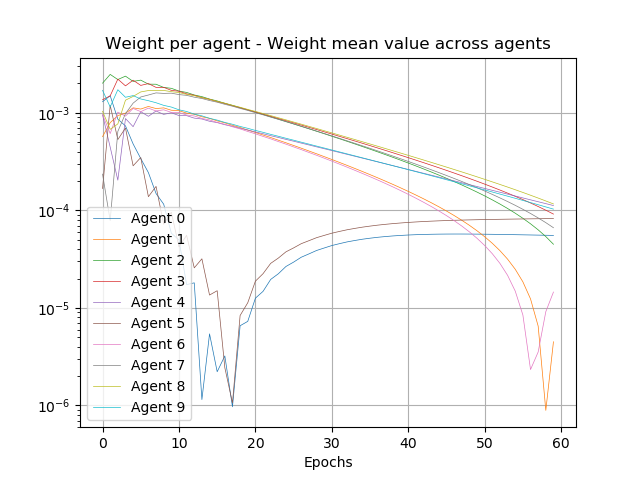 Weight per agent - Weight mean value across agents
10⁻³
10⁻⁴
10⁻⁵
10⁻⁶
Agent 0
Agent 1
Agent 2
Agent 3
Agent 4
Agent 5
Agent 6
Agent 7
Agent 8
Agent 9
0 10 20 30 40 50 60
Epochs